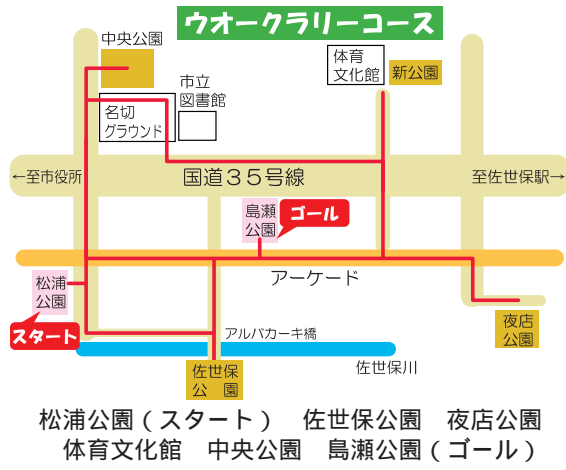 ウオークラリーコース
中央公園
体育
文化館
新公園
市立
図書館
名切
グラウンド
←至市役所
国道３５号線
至佐世保駅→
島瀬
公園
ゴール
アーケード
松浦
公園
スタート
夜店
公園
アルバカーキ橋
佐世保川
佐世保
公　園
松浦公園（スタート）　佐世保公園　夜店公園
体育文化館　中央公園　島瀬公園（ゴール）